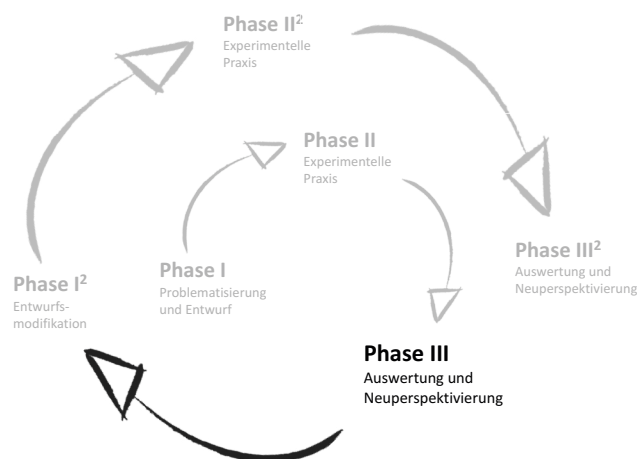 Phase II²
Experimentelle
Praxis
Phase II
Experimentelle
Praxis
Phase III²
Auswertung und
Neuperspektivierung
Phase I²
Entwurfs-
modifikation
Phase I
Problematisierung
und Entwurf
Phase III
Auswertung und
Neuperspektivierung